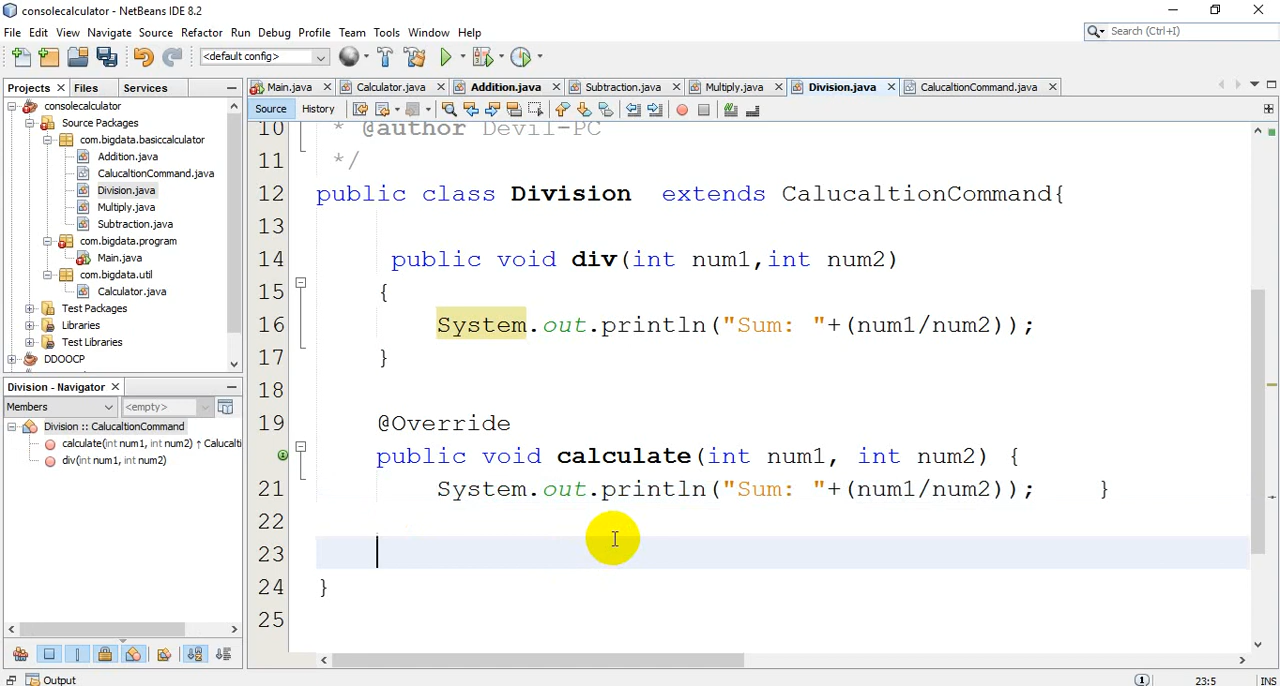 consolecalculator - NetBeans IDE 8.2
File Edit View Navigate Source Refactor Run Debug Profile Team Tools Window Help
Search (Ctrl+I)
<default config>
Projects Files Services
Main.java Calculator.java Addition.java Subtraction.java Multiply.java Division.java CalucaltionCommand.java
Source History
consolecalculator
Source Packages
com.bigdata.basiccalculator
Addition.java
CalucaltionCommand.java
Division.java
Multiply.java
Subtraction.java
com.bigdata.program
Main.java
com.bigdata.util
Calculator.java
Test Packages
Libraries
Test Libraries
DDOOCP
Division - Navigator
Members <empty>
Division :: CalucaltionCommand
calculate(int num1, int num2) ↑ Calucalti
div(int num1, int num2)
10 * @author Devil-PC
11 */
12 public class Division  extends CalucaltionCommand{
13
14 public void div(int num1,int num2)
15 {
16 System.out.println("Sum: "+(num1/num2));
17 }
18
19 @Override
public void calculate(int num1, int num2) {
21 System.out.println("Sum: "+(num1/num2));    }
22
23
24 }
25
Output
1 23:5 INS